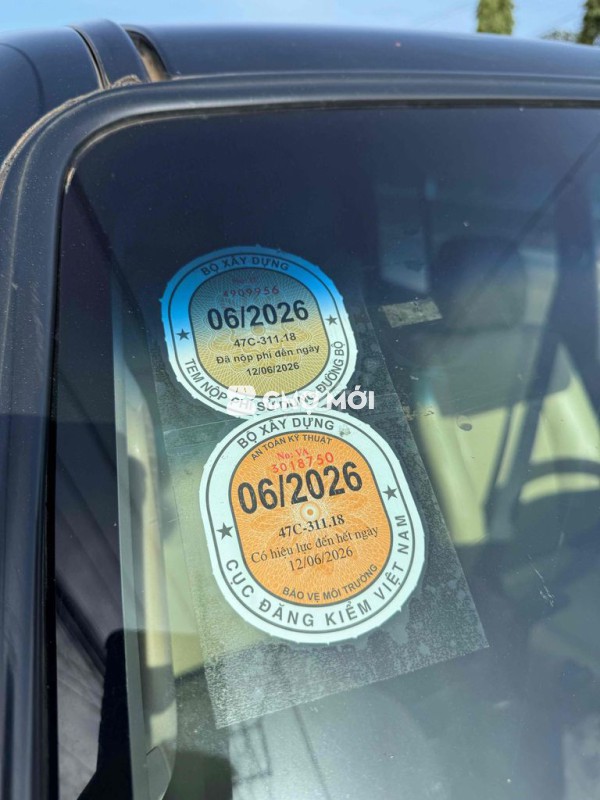 BỘ XÂY DỰNG
4909956
06/2026
47C-311.18
Đã nộp phí đến ngày
12/06/2026
TEM NỘP PHÍ SỬ DỤNG ĐƯỜNG BỘ
CHỢ TỐT
BỘ XÂY DỰNG
AN TOÀN KỸ THUẬT
No: VA
3018750
06/2026
47C-311.18
Có hiệu lực đến hết ngày
12/06/2026
BẢO VỆ MÔI TRƯỜNG
CỤC ĐĂNG KIỂM VIỆT NAM